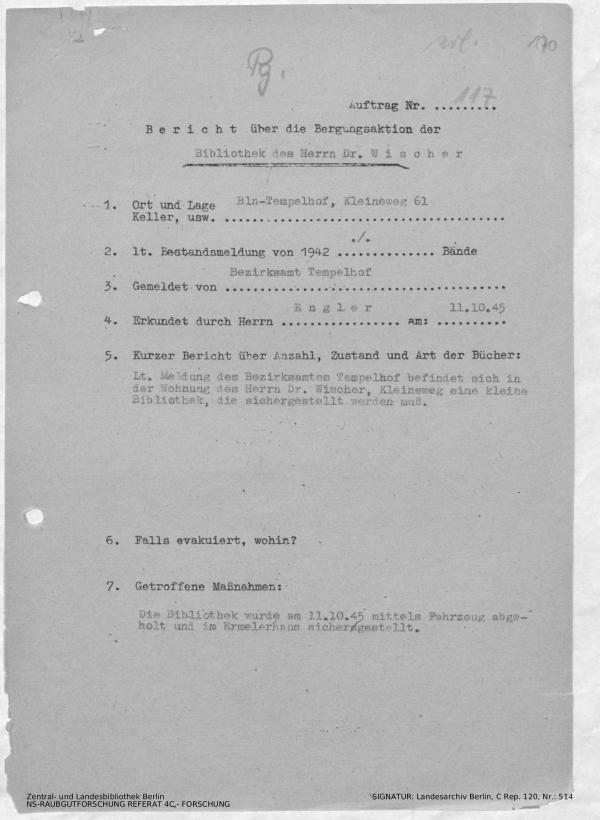 170
Pg.
Auftrag Nr. 117
B e r i c h t über die Bergungsaktion der
Bibliothek des Herrn Dr. W i s c h e r
1. Ort und Lage Bln-Tempelhof, Kleineweg 61
Keller, usw. ........................................
2. lt. Bestandsmeldung von 1942 ../.. Bände
Bezirksamt Tempelhof
3. Gemeldet von ........................................
E n g l e r 11.10.45
4. Erkundet durch Herrn ................ am: ..........
5. Kurzer Bericht über Anzahl, Zustand und Art der Bücher:
Lt. Meldung des Bezirksamtes Tempelhof befindet sich in
der Wohnung des Herrn Dr. Wischer, Kleineweg eine kleine
Bibliothek, die sichergestellt werden muß.
6. Falls evakuiert, wohin?
7. Getroffene Maßnahmen:
Die Bibliothek wurde am 11.10.45 mittels Fahrzeug abge-
holt und im Ermelerhaus sichergestellt.
Zentral- und Landesbibliothek Berlin
NS-RAUBGUTFORSCHUNG REFERAT 4C,- FORSCHUNG
SIGNATUR: Landesarchiv Berlin, C Rep. 120, Nr.: 514